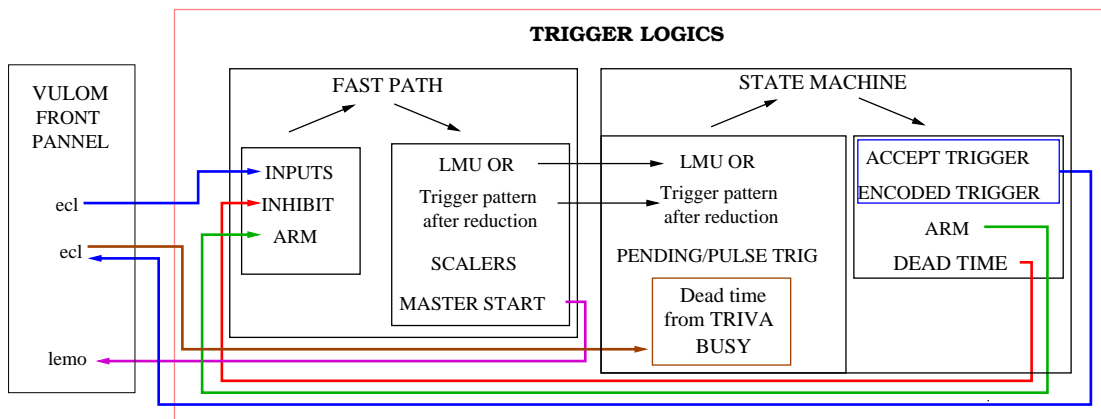 TRIGGER LOGICS
VULOM
FRONT
PANNEL
ecl
ecl
lemo
FAST PATH
INPUTS
INHIBIT
ARM
LMU OR
Trigger pattern
after reduction
SCALERS
MASTER START
STATE MACHINE
LMU OR
Trigger pattern
after reduction
PENDING/PULSE TRIG
Dead time
from TRIVA
BUSY
ACCEPT TRIGGER
ENCODED TRIGGER
ARM
DEAD TIME